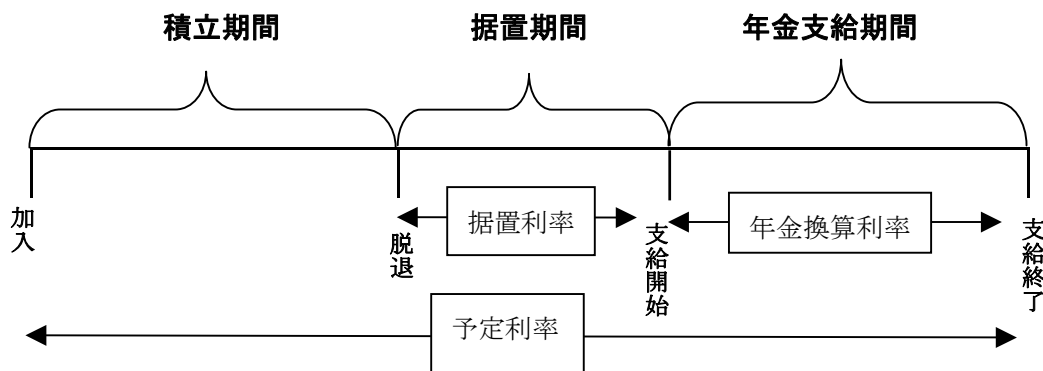 積立期間
据置期間
年金支給期間
加入
脱退
据置利率
支給開始
年金換算利率
支給終了
予定利率